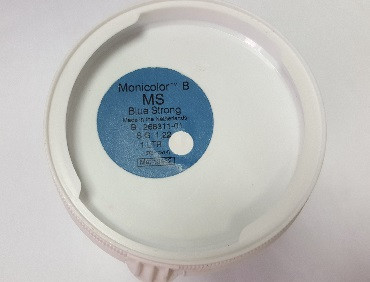 Monicolor™ B
MS
Blue Strong
Made in the Netherlands
S.G. 1.22
1 LTR